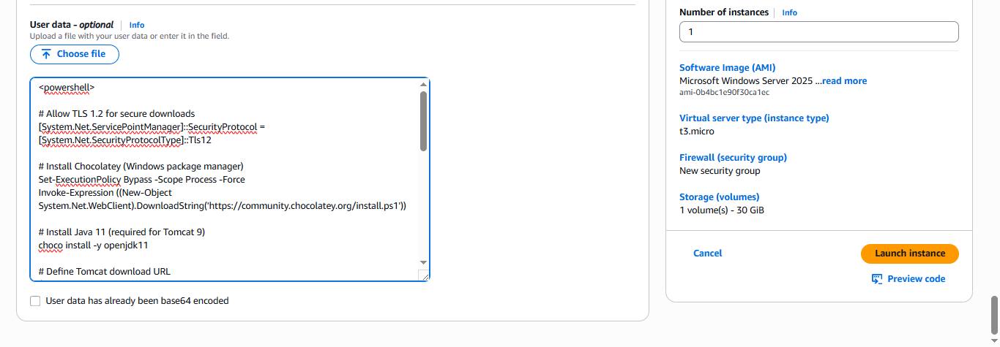 User data - optional
Info
Upload a file with your user data or enter it in the field.
Choose file
<powershell>
# Allow TLS 1.2 for secure downloads
[System.Net.ServicePointManager]::SecurityProtocol =
[System.Net.SecurityProtocolType]::Tls12
# Install Chocolatey (Windows package manager)
Set-ExecutionPolicy Bypass -Scope Process -Force
Invoke-Expression ((New-Object
System.Net.WebClient).DownloadString('https://community.chocolatey.org/install.ps1'))
# Install Java 11 (required for Tomcat 9)
choco install -y openjdk11
# Define Tomcat download URL
User data has already been base64 encoded
Number of instances
Info
1
Software Image (AMI)
Microsoft Windows Server 2025 ...read more
ami-0b4bc1e90f30ca1ec
Virtual server type (instance type)
t3.micro
Firewall (security group)
New security group
Storage (volumes)
1 volume(s) - 30 GiB
Cancel
Launch instance
Preview code